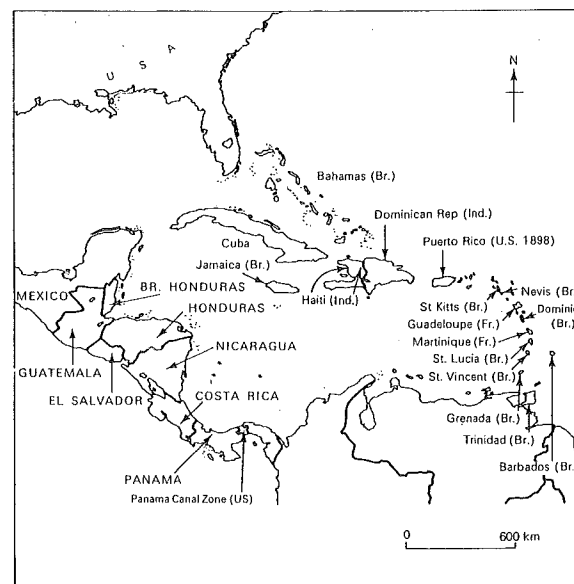 U S A
N
Bahamas (Br.)
Dominican Rep (Ind.)
Cuba
Puerto Rico (U.S. 1898)
Jamaica (Br.)
MEXICO
BR. HONDURAS
Haiti (Ind.)
Nevis (Br
St Kitts (Br.)
HONDURAS
Guadeloupe (Fr.)
Domini
Martinique (Fr.)
NICARAGUA
St. Lucia (Br.)
GUATEMALA
St. Vincent (Br.)
EL SALVADOR
COSTA RICA
Grenada (Br.)
Trinidad (Br.)
PANAMA
Barbados (Br.
Panama Canal Zone (US)
0 600 km